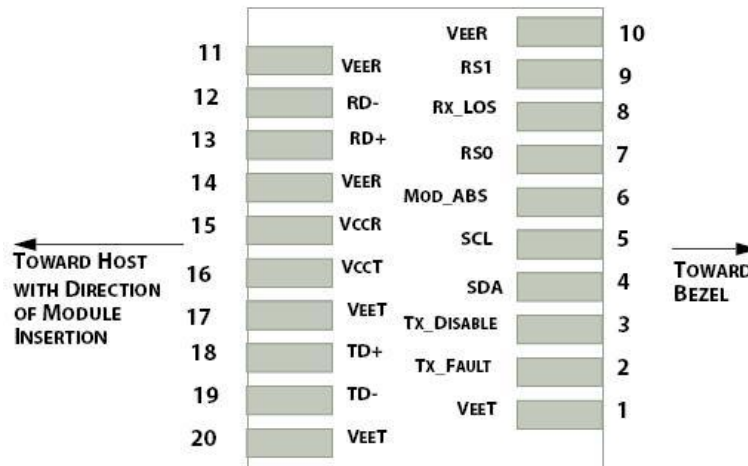 VEER 10
11 VEER
RS1 9
12 RD-
RX_LOS 8
13 RD+
RS0 7
14 VEER
MOD_ABS 6
15 VCCR
SCL 5
TOWARD HOST
WITH DIRECTION
OF MODULE
INSERTION
TOWARD
BEZEL
16 VCCT
SDA 4
17 VEET
TX_DISABLE 3
18 TD+
TX_FAULT 2
19 TD-
VEET 1
20 VEET